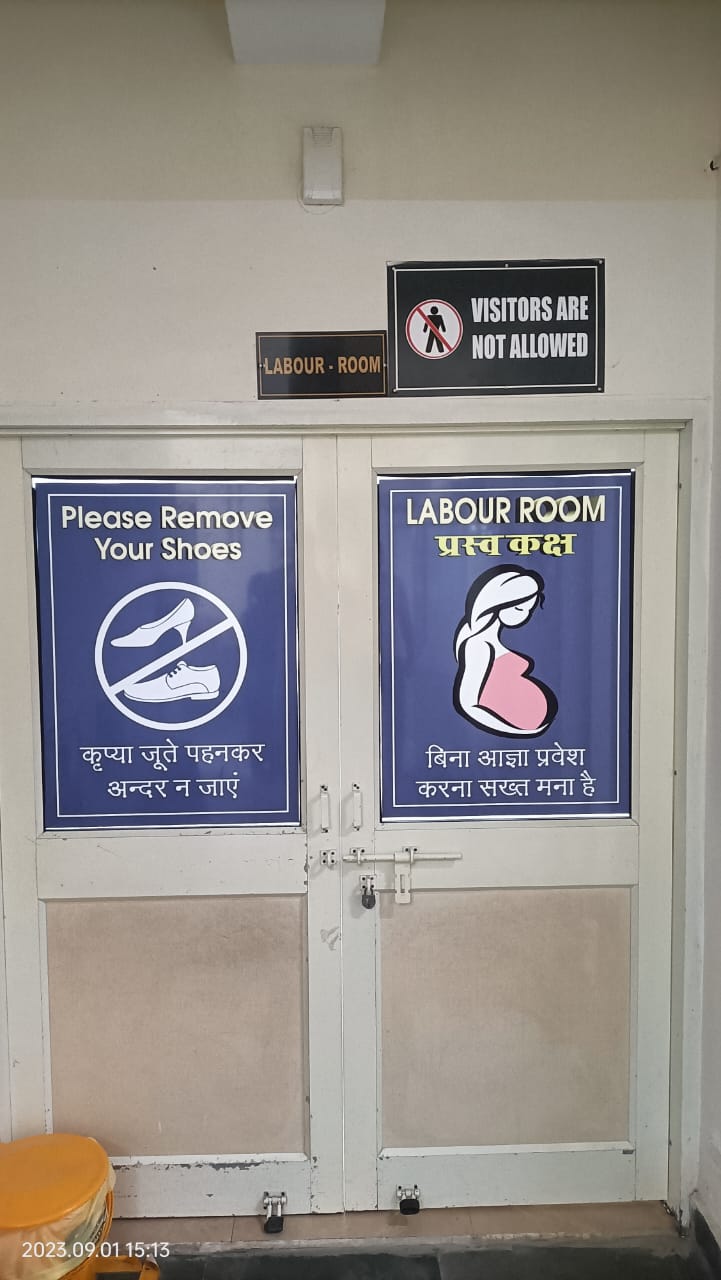 VISITORS ARE
NOT ALLOWED
LABOUR - ROOM
Please Remove
Your Shoes
कृप्या जूते पहनकर
अन्दर न जाएं
LABOUR ROOM
प्रस्व कक्ष
बिना आज्ञा प्रवेश
करना सख्त मना है
2023.09.01 15:13